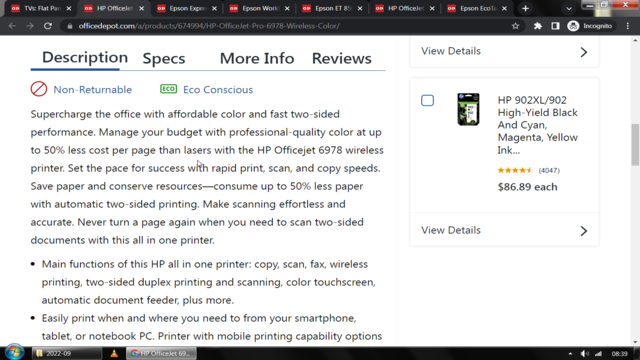 TVs: Flat Pan
HP OfficeJet
Epson Expres
Epson Workf
Epson ET 85
HP OfficeJet
Epson EcoTa
officedepot.com/a/products/674994/HP-OfficeJet-Pro-6978-Wireless-Color/
Incognito
Description
Specs
More Info
Reviews
Non-Returnable
ECO
Eco Conscious
Supercharge the office with affordable color and fast two-sided
performance. Manage your budget with professional-quality color at up
to 50% less cost per page than lasers with the HP Officejet 6978 wireless
printer. Set the pace for success with rapid print, scan, and copy speeds.
Save paper and conserve resources—consume up to 50% less paper
with automatic two-sided printing. Make scanning effortless and
accurate. Never turn a page again when you need to scan two-sided
documents with this all in one printer.
Main functions of this HP all in one printer: copy, scan, fax, wireless
printing, two-sided duplex printing and scanning, color touchscreen,
automatic document feeder, plus more.
Easily print when and where you need to from your smartphone,
tablet, or notebook PC. Printer with mobile printing capability options
View Details
HP 902XL/902
High-Yield Black
And Cyan,
Magenta, Yellow
Ink...
(4047)
$86.89 each
View Details
2022-09
HP OfficeJet 69...
08:39